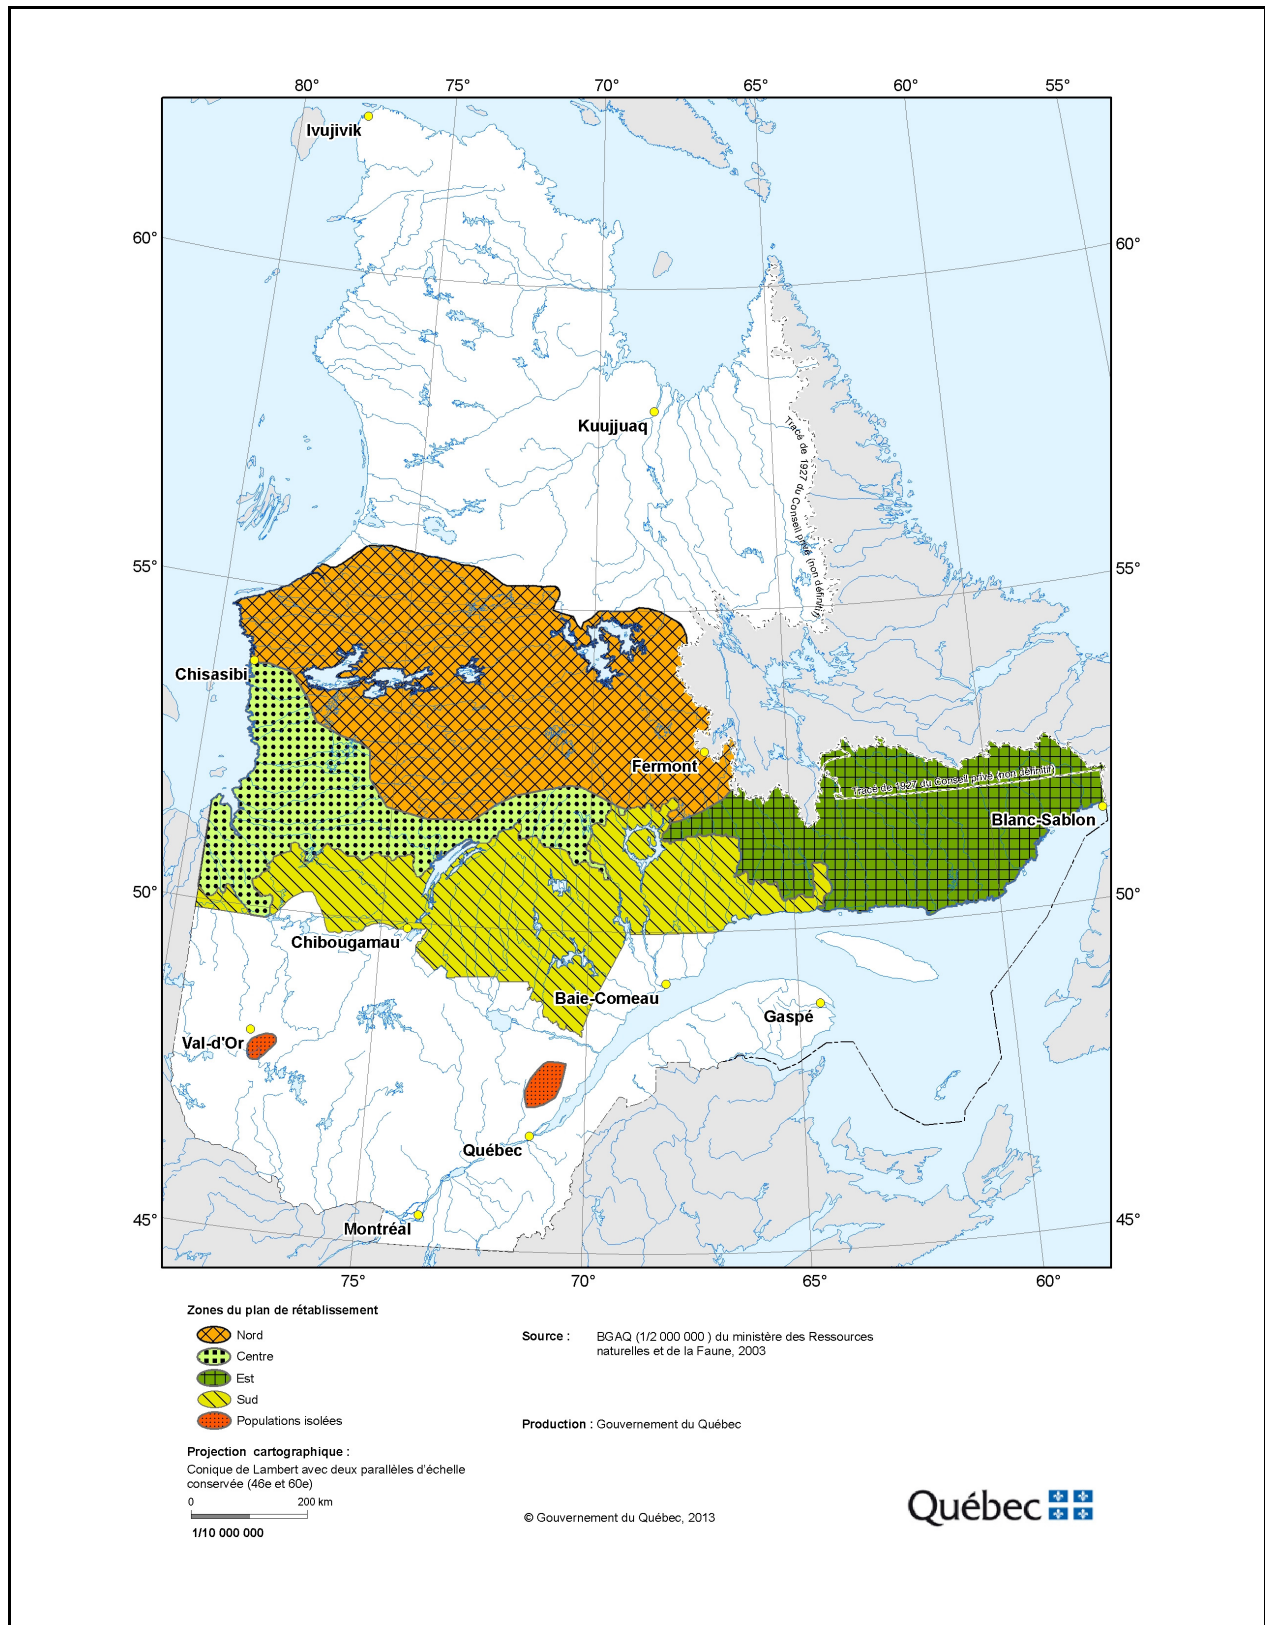 80° 75° 70° 65° 60° 55°
Ivujivik
60° 60°
Kuujjuaq
Tracé de 1927 du Conseil privé (non définitif)
55° 55°
Chisasibi
Fermont
Tracé de 1927 du Conseil privé (non définitif)
Blanc-Sablon
50° 50°
Chibougamau
Baie-Comeau
Gaspé
Val-d'Or
Québec
45° 45°
Montréal
75° 70° 65° 60°
Zones du plan de rétablissement
Nord
Centre
Est
Sud
Populations isolées
Source : BGAQ (1/2 000 000 ) du ministère des Ressources
naturelles et de la Faune, 2003
Production : Gouvernement du Québec
Projection cartographique :
Conique de Lambert avec deux parallèles d'échelle
conservée (46e et 60e)
0 200 km
1/10 000 000
© Gouvernement du Québec, 2013
Québec